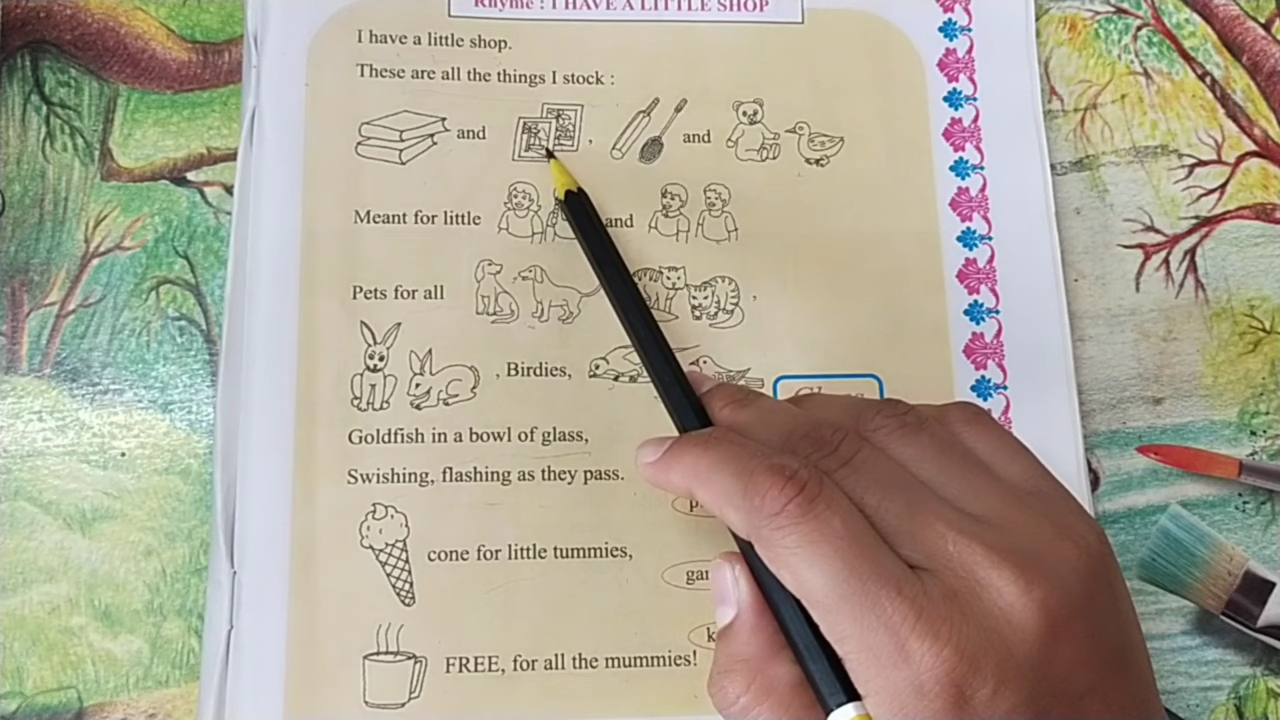 Rhyme : I HAVE A LITTLE SHOP
I have a little shop.
These are all the things I stock :
and , and
Meant for little and
Pets for all ,
, Birdies,
Goldfish in a bowl of glass,
Swishing, flashing as they pass.
cone for little tummies,
FREE, for all the mummies!